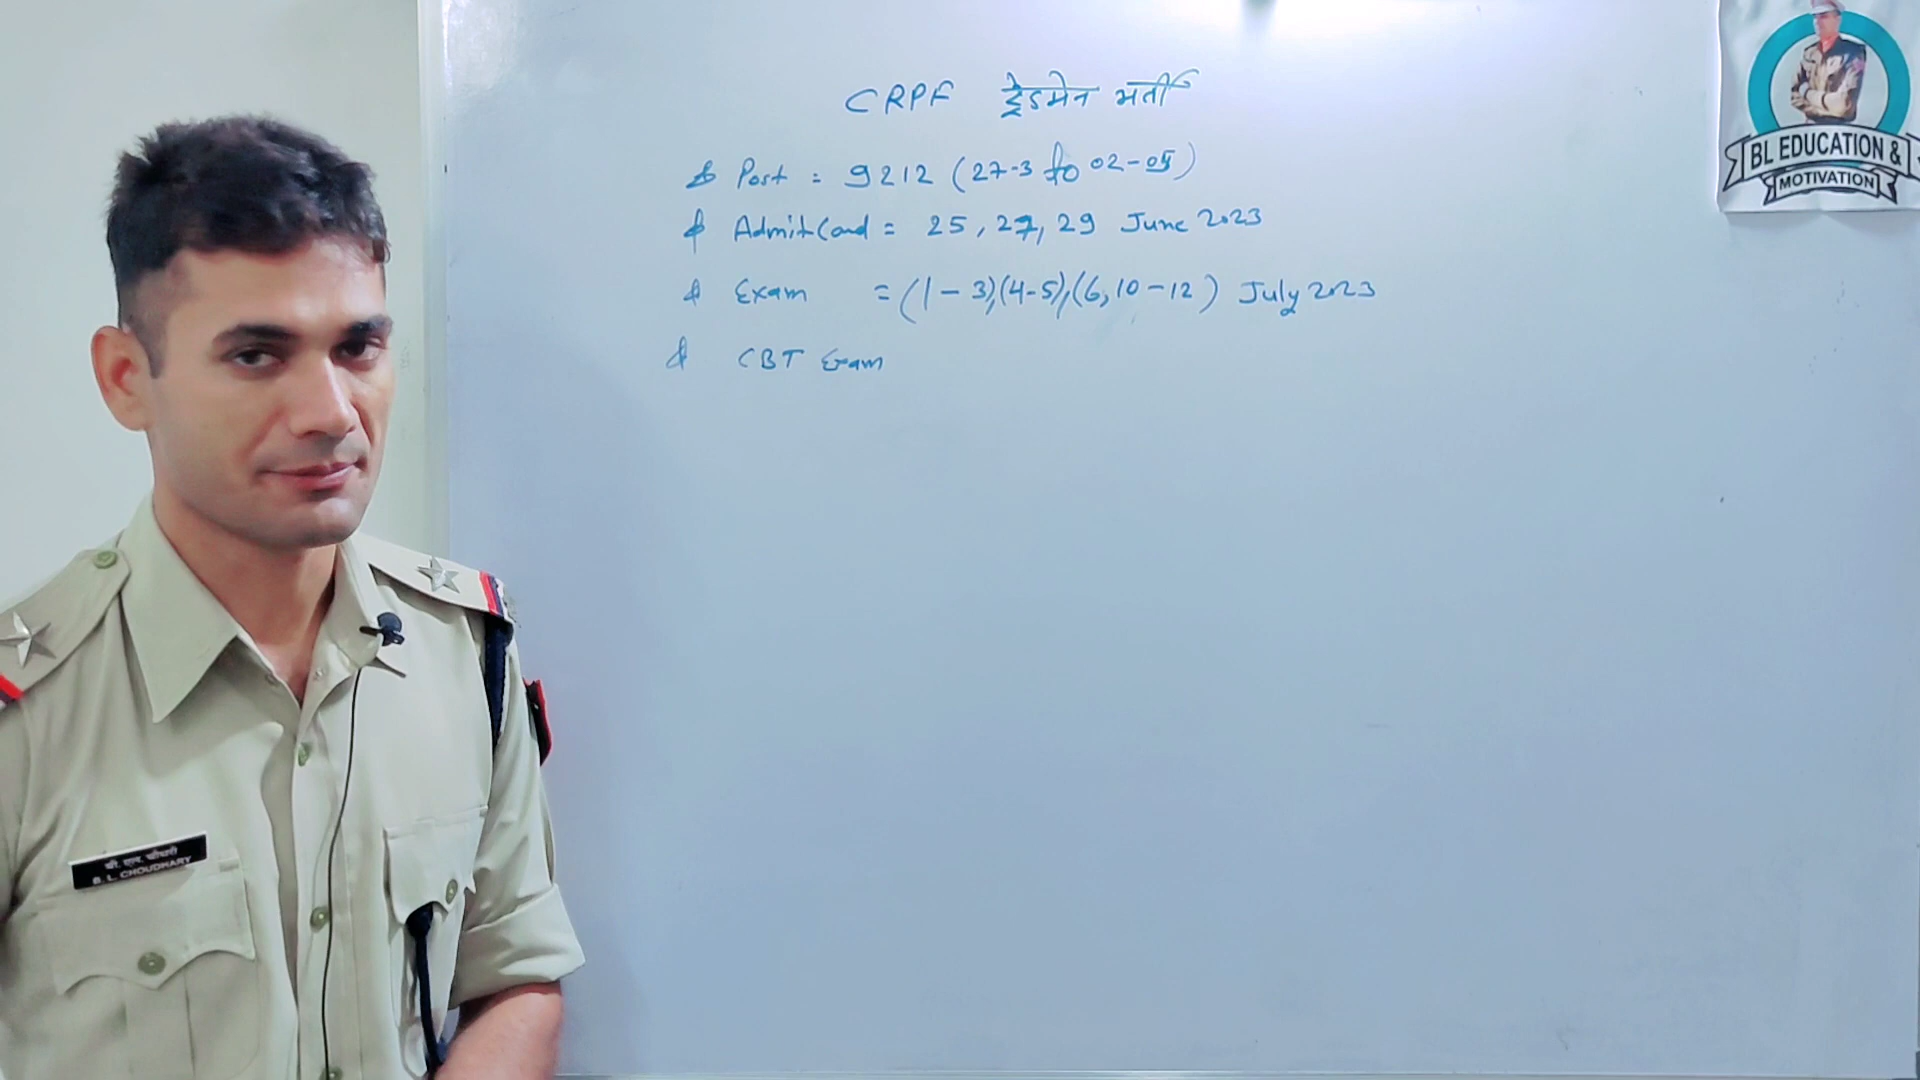 CRPF ट्रेडमेन भर्ती
Post = 9212 (27-3 to 02-05)
Admit Card = 25, 27, 29 June 2023
Exam = (1 - 3), (4-5), (6, 10 - 12) July 2023
CBT Exam
BL EDUCATION &
MOTIVATION
बी. एल. चौधरी
B. L. CHOUDHARY